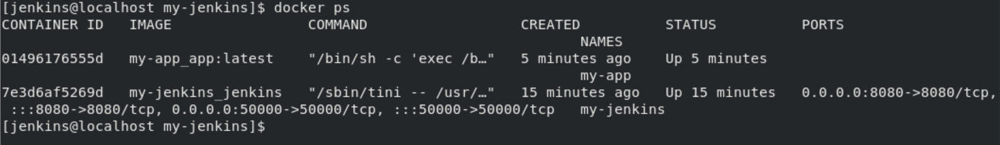 [jenkins@localhost my-jenkins]$ docker ps
CONTAINER ID   IMAGE                COMMAND                  CREATED          STATUS          PORTS
                                                                    NAMES
01496176555d   my-app_app:latest    "/bin/sh -c 'exec /b…"   5 minutes ago    Up 5 minutes
                                                                    my-app
7e3d6af5269d   my-jenkins_jenkins   "/sbin/tini -- /usr/…"   15 minutes ago   Up 15 minutes   0.0.0.0:8080->8080/tcp,
 :::8080->8080/tcp, 0.0.0.0:50000->50000/tcp, :::50000->50000/tcp   my-jenkins
[jenkins@localhost my-jenkins]$